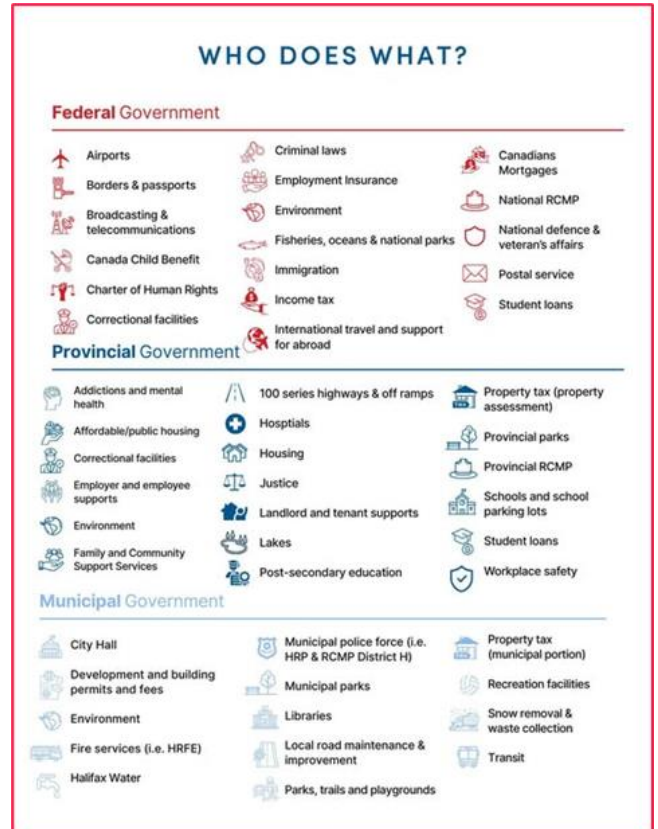 WHO DOES WHAT?
Federal Government
Airports
Borders & passports
Broadcasting &
telecommunications
Canada Child Benefit
Charter of Human Rights
Correctional facilities
Criminal laws
Employment Insurance
Environment
Fisheries, oceans & national parks
Immigration
Income tax
International travel and support
for abroad
Canadians
Mortgages
National RCMP
National defence &
veteran's affairs
Postal service
Student loans
Provincial Government
Addictions and mental
health
Affordable/public housing
Correctional facilities
Employer and employee
supports
Environment
Family and Community
Support Services
100 series highways & off ramps
Hosptials
Housing
Justice
Landlord and tenant supports
Lakes
Post-secondary education
Property tax (property
assessment)
Provincial parks
Provincial RCMP
Schools and school
parking lots
Student loans
Workplace safety
Municipal Government
City Hall
Development and building
permits and fees
Environment
Fire services (i.e. HRFE)
Halifax Water
Municipal police force (i.e.
HRP & RCMP District H)
Municipal parks
Libraries
Local road maintenance &
improvement
Parks, trails and playgrounds
Property tax
(municipal portion)
Recreation facilities
Snow removal &
waste collection
Transit